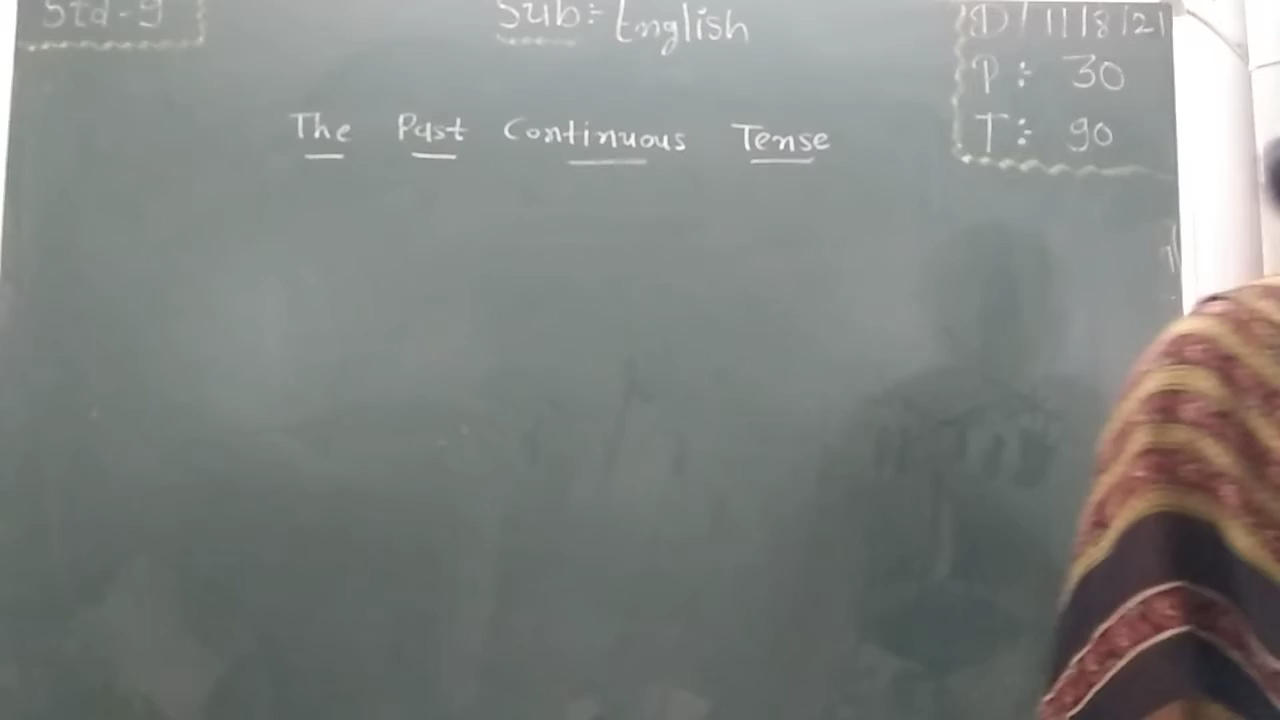 Std-9
Sub:- English
D/ 11/8/21
P: 30
T: 90
The Past Continuous Tense